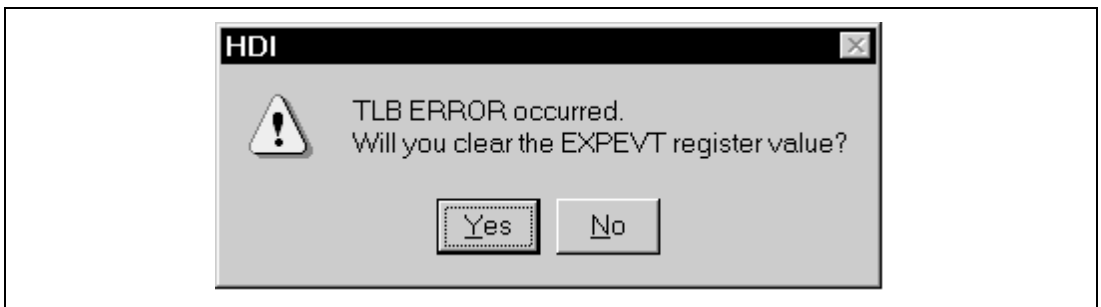 HDI
TLB ERROR occurred.
Will you clear the EXPEVT register value?
Yes
No